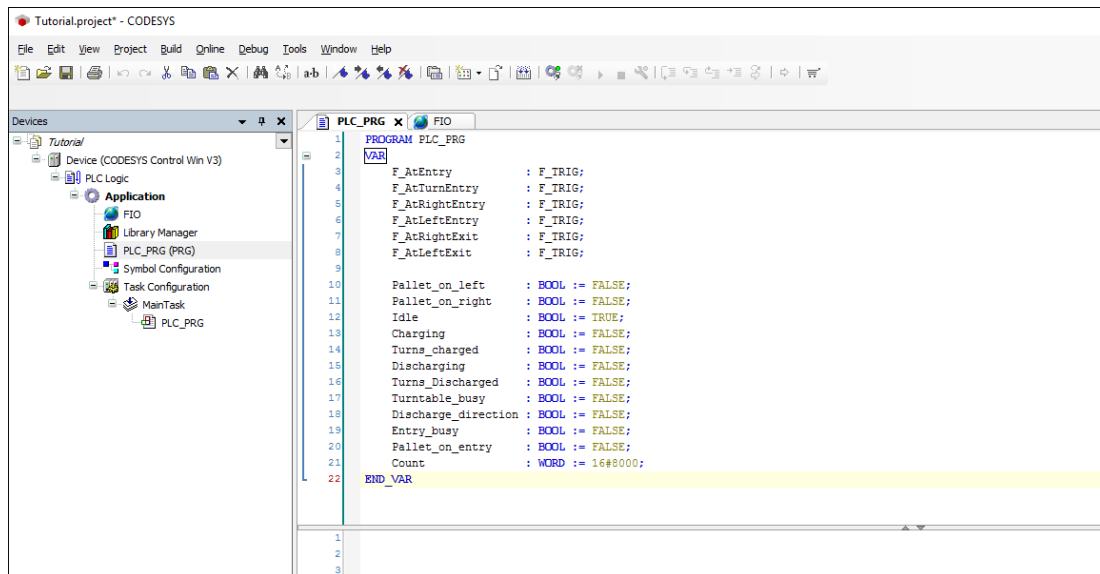 Tutorial.project* - CODESYS
File Edit View Project Build Online Debug Tools Window Help
Devices
Tutorial
Device (CODESYS Control Win V3)
PLC Logic
Application
FIO
Library Manager
PLC_PRG (PRG)
Symbol Configuration
Task Configuration
MainTask
PLC_PRG
PLC_PRG FIO
1 PROGRAM PLC_PRG
2 VAR
3 F_AtEntry : F_TRIG;
4 F_AtTurnEntry : F_TRIG;
5 F_AtRightEntry : F_TRIG;
6 F_AtLeftEntry : F_TRIG;
7 F_AtRightExit : F_TRIG;
8 F_AtLeftExit : F_TRIG;
9
10 Pallet_on_left : BOOL := FALSE;
11 Pallet_on_right : BOOL := FALSE;
12 Idle : BOOL := TRUE;
13 Charging : BOOL := FALSE;
14 Turns_charged : BOOL := FALSE;
15 Discharging : BOOL := FALSE;
16 Turns_Discharged : BOOL := FALSE;
17 Turntable_busy : BOOL := FALSE;
18 Discharge_direction : BOOL := FALSE;
19 Entry_busy : BOOL := FALSE;
20 Pallet_on_entry : BOOL := FALSE;
21 Count : WORD := 16#8000;
22 END_VAR
1
2
3